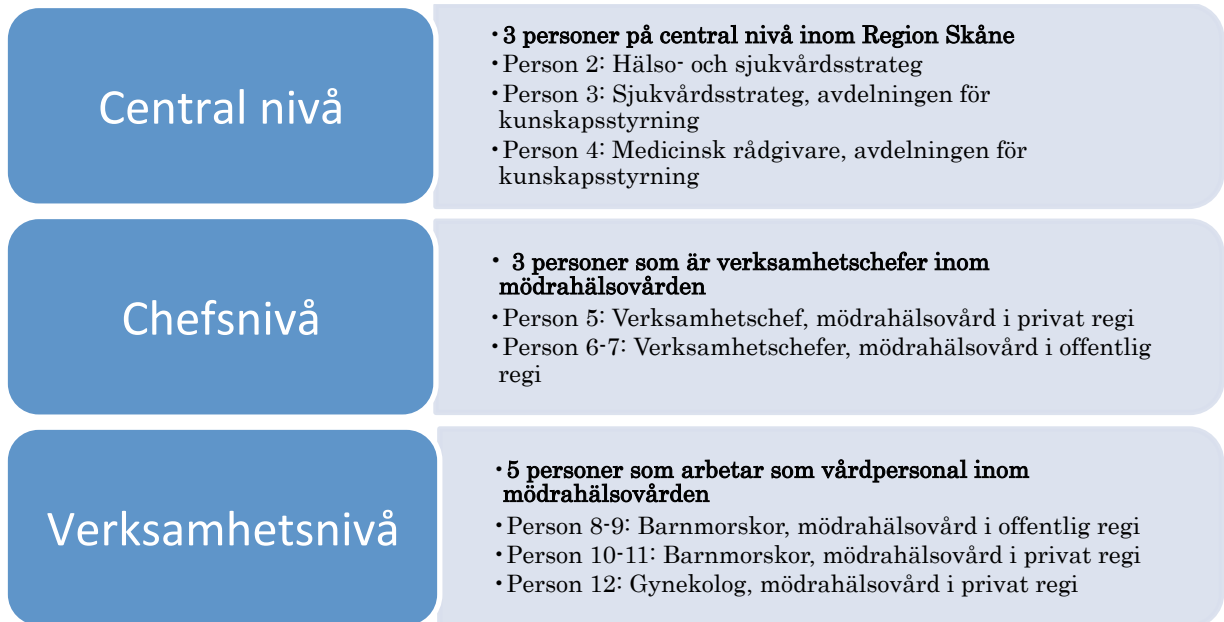 Central nivå
•3 personer på central nivå inom Region Skåne
•Person 2: Hälso- och sjukvårdsstrateg
•Person 3: Sjukvårdsstrateg, avdelningen för
kunskapsstyrning
•Person 4: Medicinsk rådgivare, avdelningen för
kunskapsstyrning
Chefsnivå
• 3 personer som är verksamhetschefer inom
mödrahälsovården
•Person 5: Verksamhetschef, mödrahälsovård i privat regi
•Person 6-7: Verksamhetschefer, mödrahälsovård i offentlig
regi
Verksamhetsnivå
•5 personer som arbetar som vårdpersonal inom
mödrahälsovården
•Person 8-9: Barnmorskor, mödrahälsovård i offentlig regi
•Person 10-11: Barnmorskor, mödrahälsovård i privat regi
•Person 12: Gynekolog, mödrahälsovård i privat regi